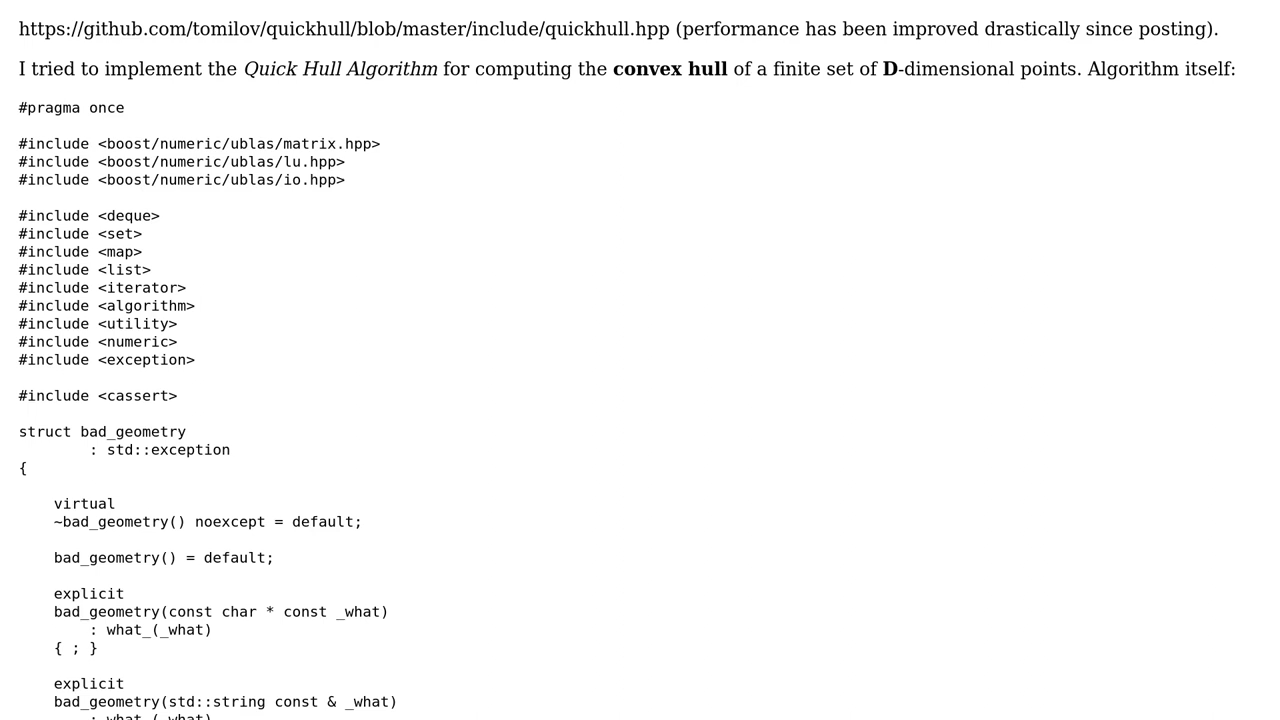 https://github.com/tomilov/quickhull/blob/master/include/quickhull.hpp (performance has been improved drastically since posting).
I tried to implement the Quick Hull Algorithm for computing the convex hull of a finite set of D-dimensional points. Algorithm itself:
#pragma once
#include <boost/numeric/ublas/matrix.hpp>
#include <boost/numeric/ublas/lu.hpp>
#include <boost/numeric/ublas/io.hpp>
#include <deque>
#include <set>
#include <map>
#include <list>
#include <iterator>
#include <algorithm>
#include <utility>
#include <numeric>
#include <exception>
#include <cassert>
struct bad_geometry
        : std::exception
{
    virtual
    ~bad_geometry() noexcept = default;
    bad_geometry() = default;
    explicit
    bad_geometry(const char * const _what)
        : what_(_what)
    { ; }
    explicit
    bad_geometry(std::string const & _what)
        : what_(_what)